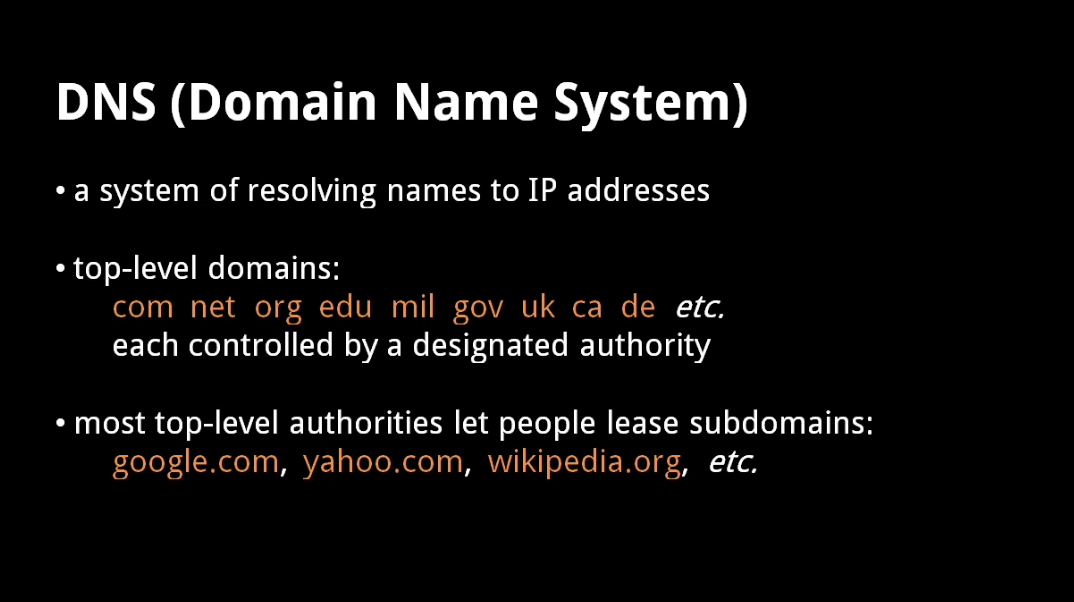 DNS (Domain Name System)
• a system of resolving names to IP addresses
• top-level domains:
com net org edu mil gov uk ca de etc.
each controlled by a designated authority
• most top-level authorities let people lease subdomains:
google.com, yahoo.com, wikipedia.org, etc.